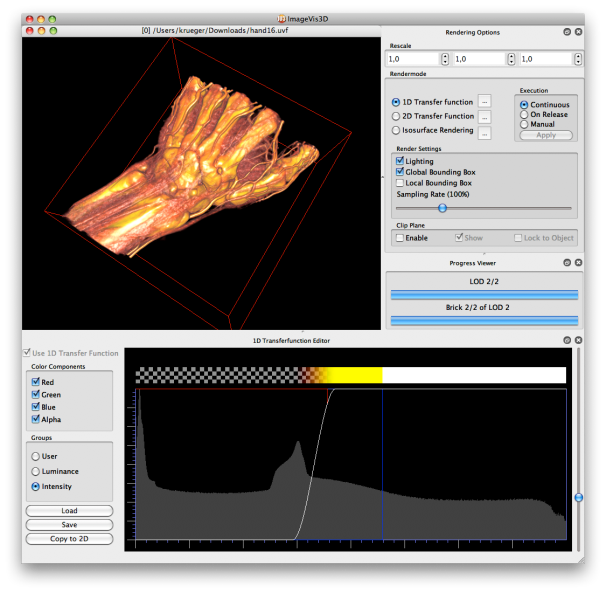 ImageVis3D
[0] /Users/krueger/Downloads/hand16.uvf
Rendering Options
Rescale
1,0 1,0 1,0
Rendermode
1D Transfer function ...
2D Transfer Function ...
Isosurface Rendering ...
Execution
Continuous
On Release
Manual
Apply
Render Settings
Lighting
Global Bounding Box
Local Bounding Box
Sampling Rate (100%)
Clip Plane
Enable Show Lock to Object
Progress Viewer
LOD 2/2
Brick 2/2 of LOD 2
1D Transferfunction Editor
Use 1D Transfer Function
Color Components
Red
Green
Blue
Alpha
Groups
User
Luminance
Intensity
Load
Save
Copy to 2D